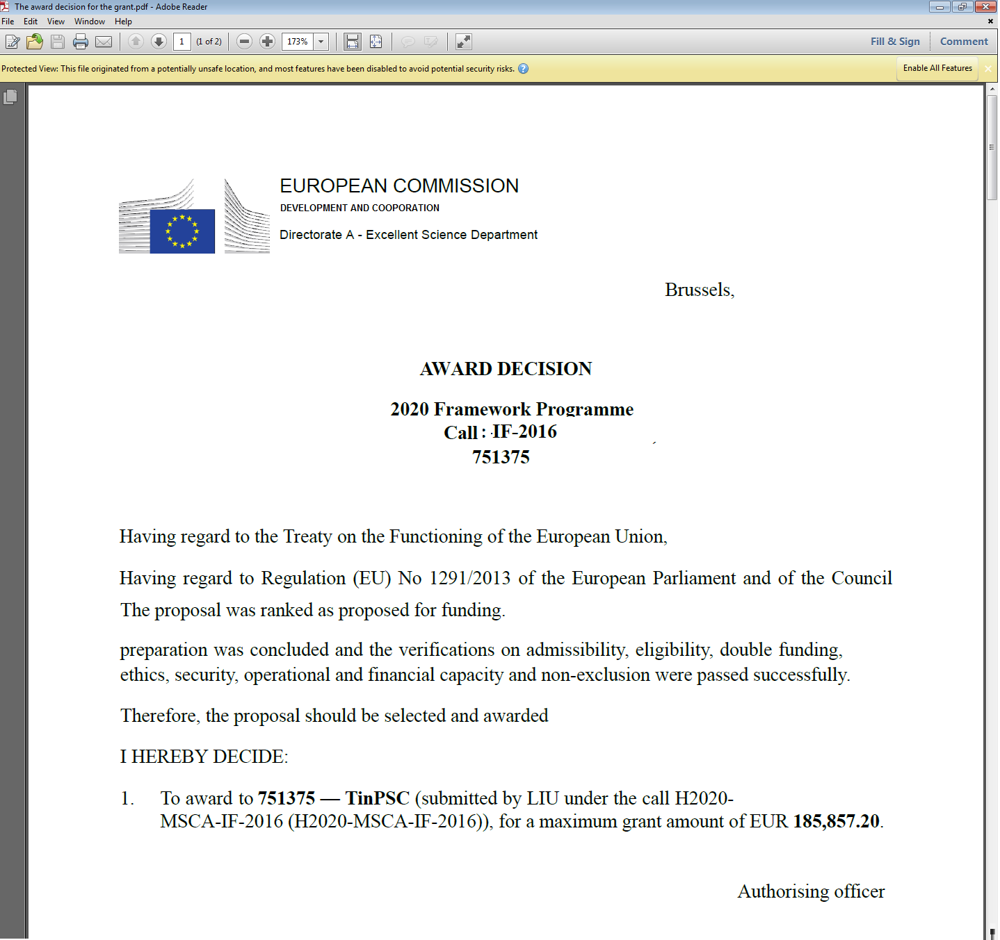 The award decision for the grant.pdf - Adobe Reader
File Edit View Window Help
1 (1 of 2) 173% Fill & Sign Comment
Protected View: This file originated from a potentially unsafe location, and most features have been disabled to avoid potential security risks. Enable All Features
EUROPEAN COMMISSION
DEVELOPMENT AND COOPORATION
Directorate A - Excellent Science Department
Brussels,
AWARD DECISION
2020 Framework Programme
Call : -IF-2016
751375
Having regard to the Treaty on the Functioning of the European Union,
Having regard to Regulation (EU) No 1291/2013 of the European Parliament and of the Council
The proposal was ranked as proposed for funding.
preparation was concluded and the verifications on admissibility, eligibility, double funding,
ethics, security, operational and financial capacity and non-exclusion were passed successfully.
Therefore, the proposal should be selected and awarded
I HEREBY DECIDE:
1. To award to 751375 — TinPSC (submitted by LIU under the call H2020-
MSCA-IF-2016 (H2020-MSCA-IF-2016)), for a maximum grant amount of EUR 185,857.20.
Authorising officer